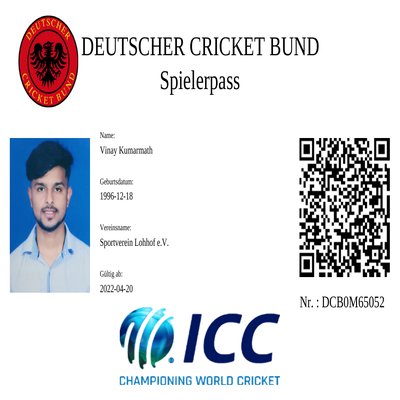 DEUTSCHER CRICKET BUND
DEUTSCHER CRICKET BUND
Spielerpass
Name:
Vinay Kumarmath
Geburtsdatum:
1996-12-18
Vereinsname:
Sportverein Lohhof e.V.
Gültig ab:
2022-04-20
Nr. : DCB0M65052
ICC
CHAMPIONING WORLD CRICKET